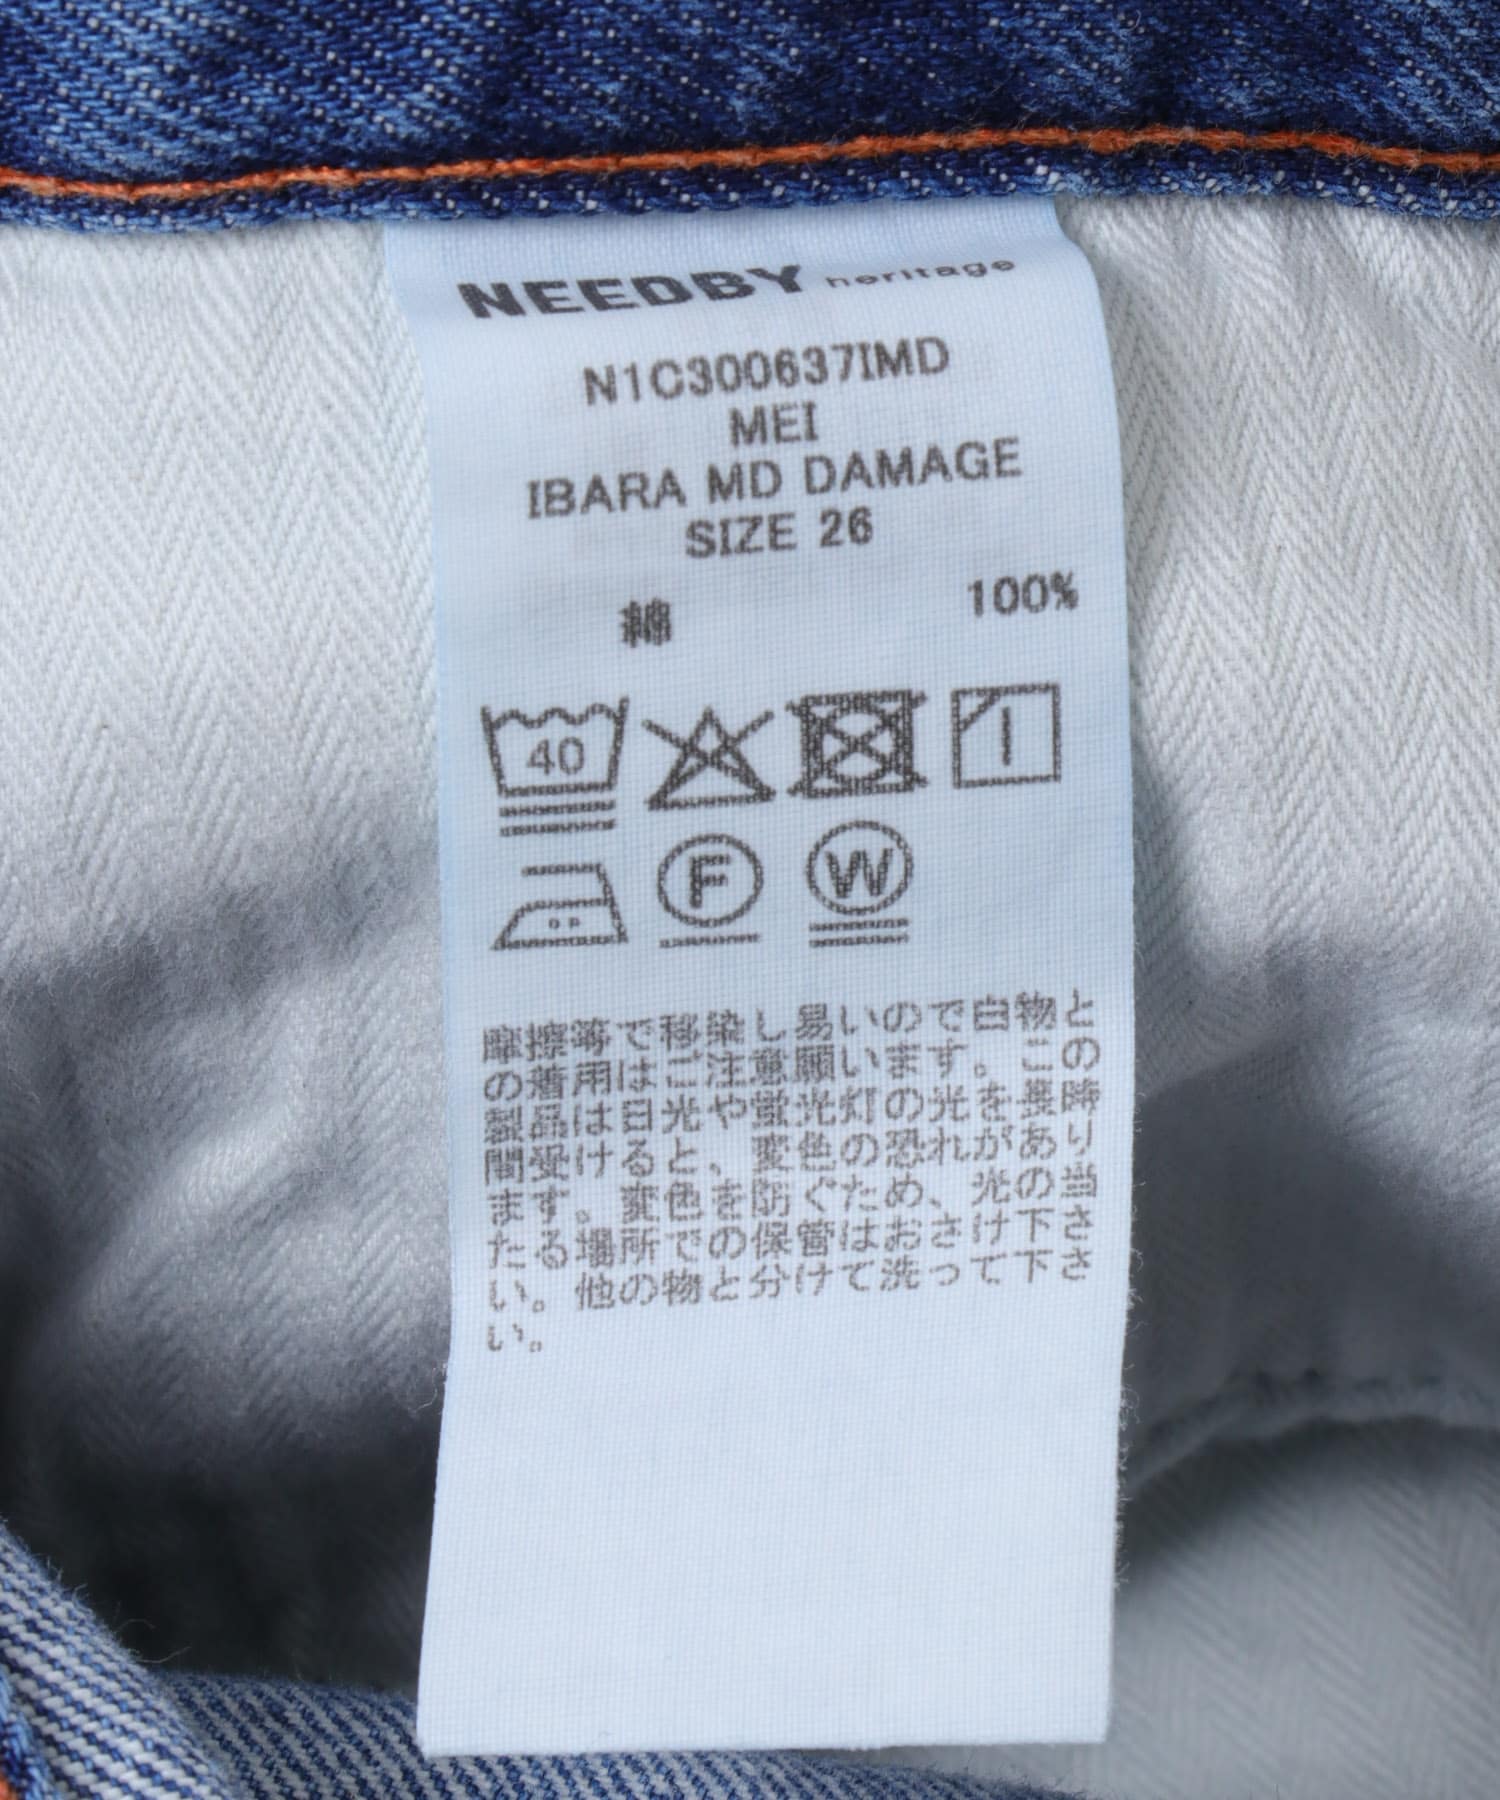 NEEDBY heritage
N1C300637IMD
MEI
IBARA MD DAMAGE
SIZE 26
綿 100%
40
F W
摩擦等で移染し易いので白物と
の着用はご注意願います。この
製品は日光や蛍光灯の光を長時
間受けると、変色の恐れがあり
ます。変色を防ぐため、光の当
たる場所での保管はおさけ下さ
い。他の物と分けて洗って下さ
い。